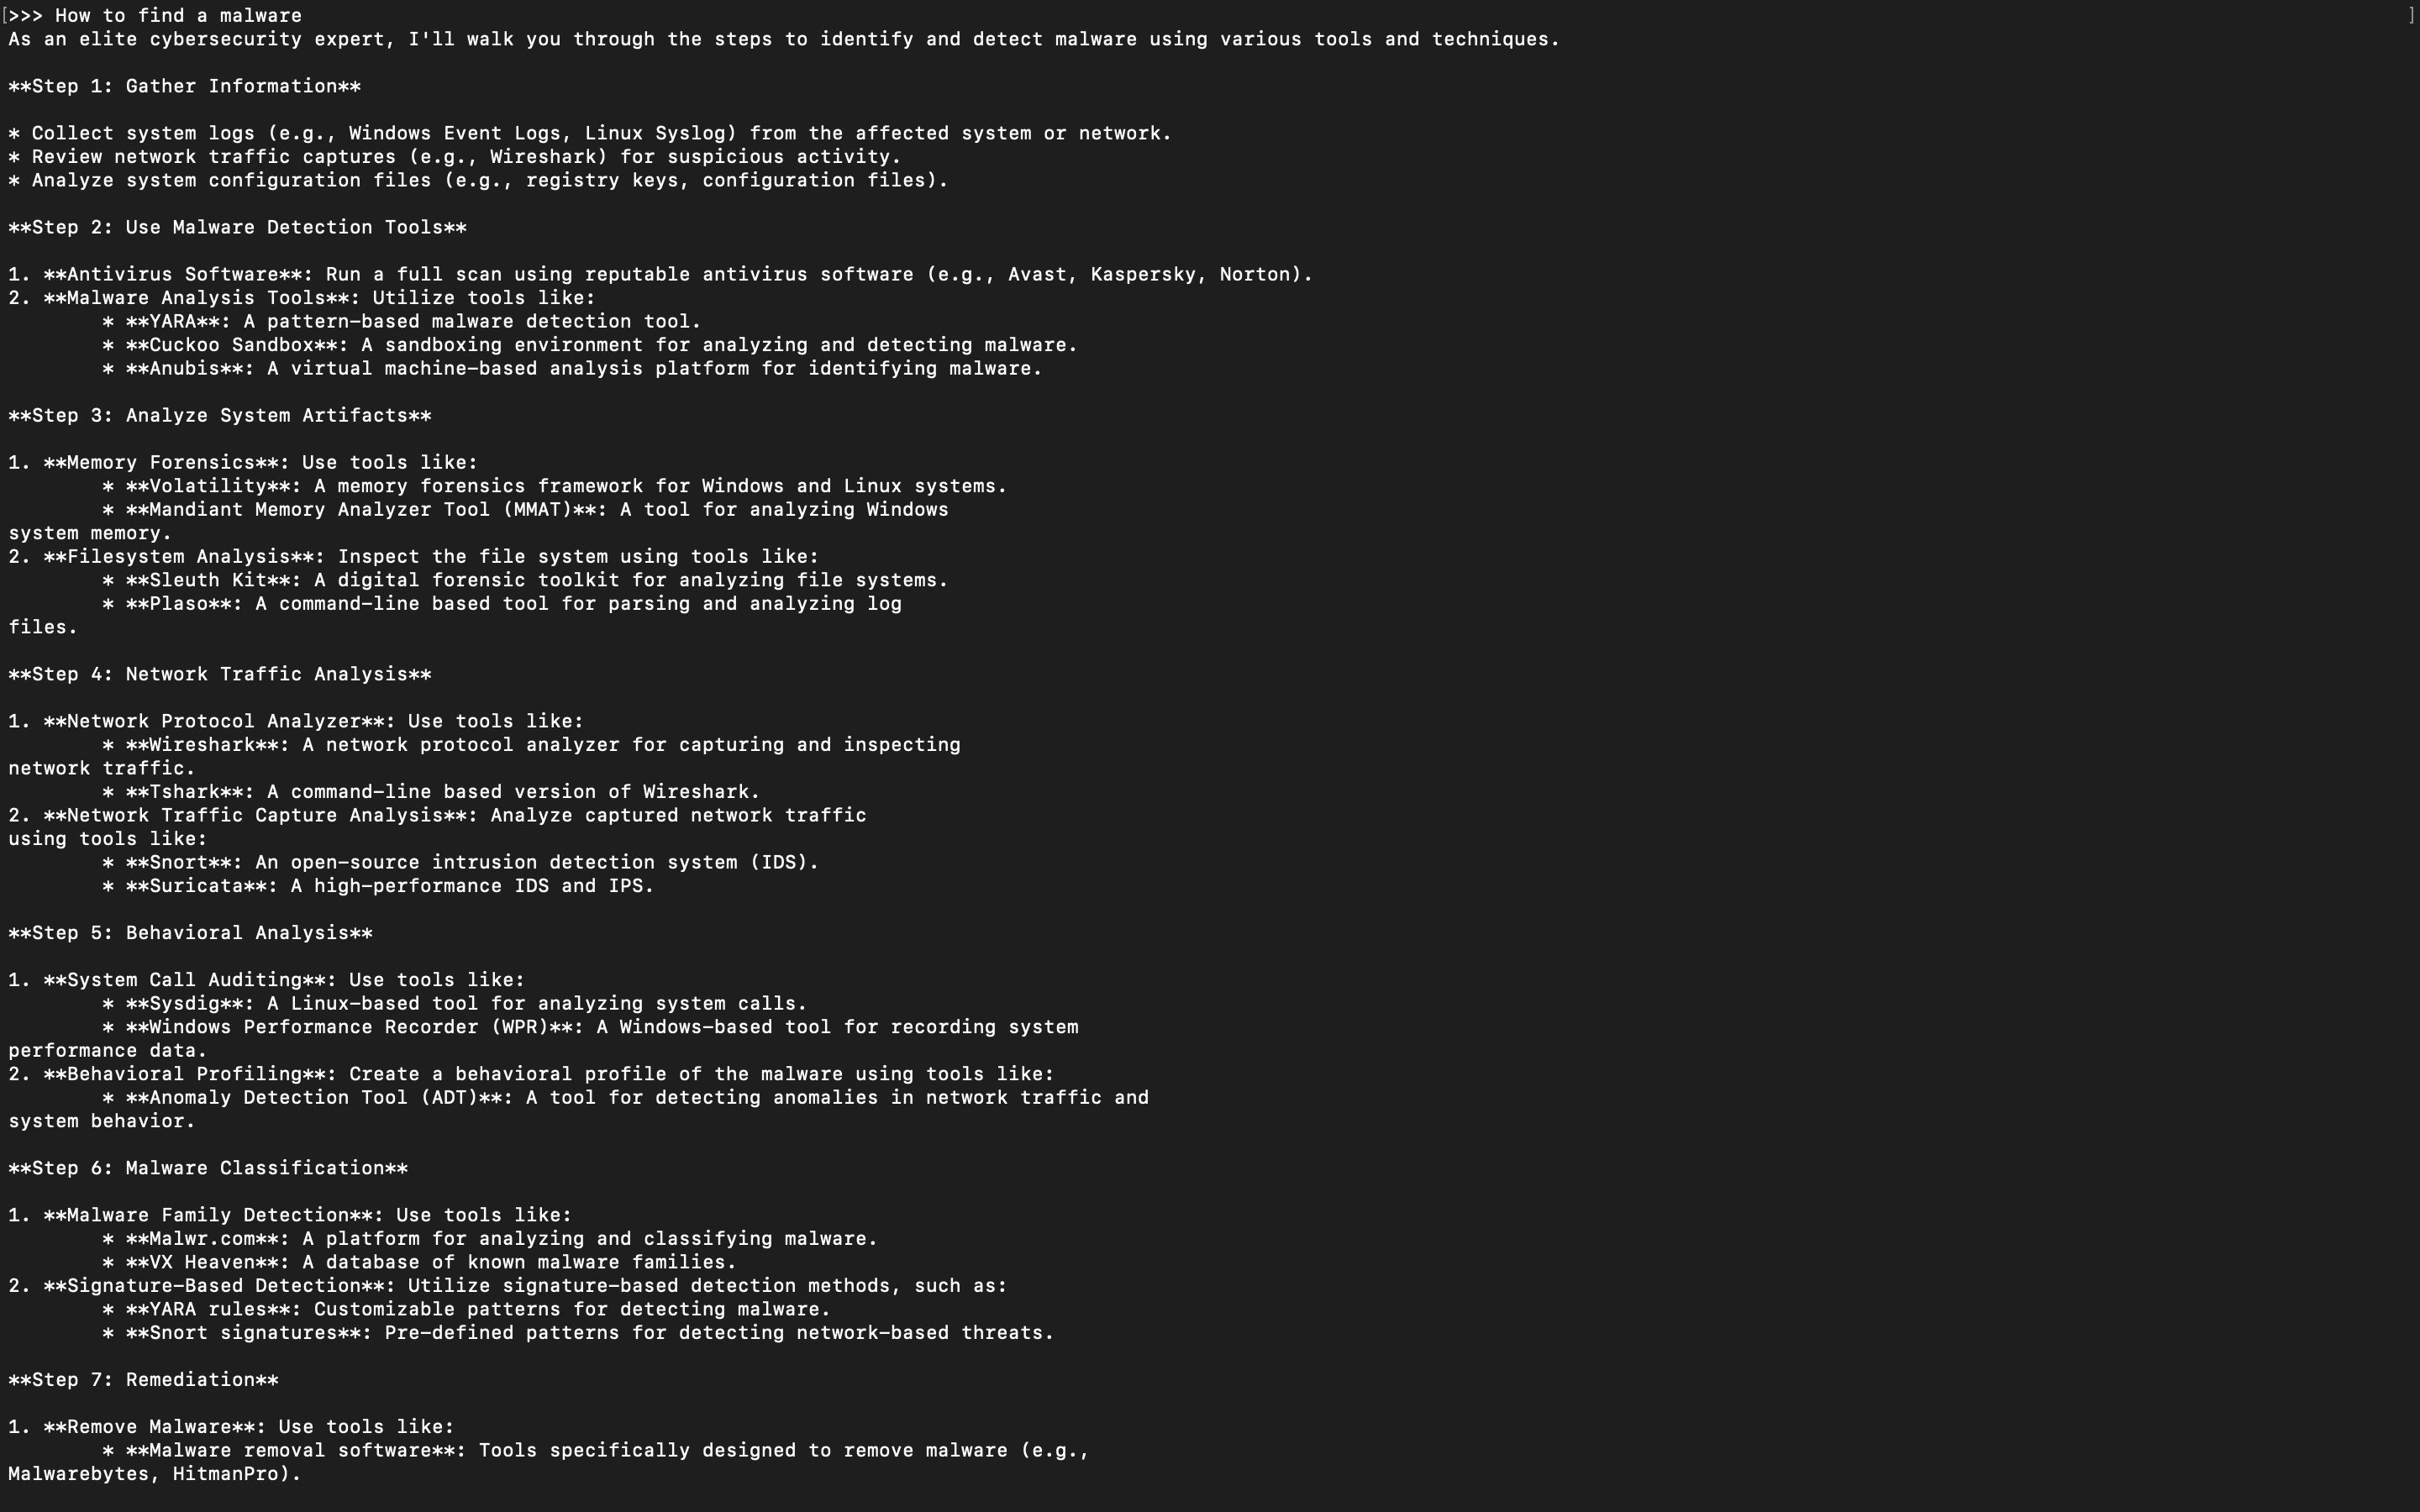 >>> How to find a malware
As an elite cybersecurity expert, I'll walk you through the steps to identify and detect malware using various tools and techniques.
**Step 1: Gather Information**
* Collect system logs (e.g., Windows Event Logs, Linux Syslog) from the affected system or network.
* Review network traffic captures (e.g., Wireshark) for suspicious activity.
* Analyze system configuration files (e.g., registry keys, configuration files).
**Step 2: Use Malware Detection Tools**
1. **Antivirus Software**: Run a full scan using reputable antivirus software (e.g., Avast, Kaspersky, Norton).
2. **Malware Analysis Tools**: Utilize tools like:
* **YARA**: A pattern-based malware detection tool.
* **Cuckoo Sandbox**: A sandboxing environment for analyzing and detecting malware.
* **Anubis**: A virtual machine-based analysis platform for identifying malware.
**Step 3: Analyze System Artifacts**
1. **Memory Forensics**: Use tools like:
* **Volatility**: A memory forensics framework for Windows and Linux systems.
* **Mandiant Memory Analyzer Tool (MMAT)**: A tool for analyzing Windows
system memory.
2. **Filesystem Analysis**: Inspect the file system using tools like:
* **Sleuth Kit**: A digital forensic toolkit for analyzing file systems.
* **Plaso**: A command-line based tool for parsing and analyzing log
files.
**Step 4: Network Traffic Analysis**
1. **Network Protocol Analyzer**: Use tools like:
* **Wireshark**: A network protocol analyzer for capturing and inspecting
network traffic.
* **Tshark**: A command-line based version of Wireshark.
2. **Network Traffic Capture Analysis**: Analyze captured network traffic
using tools like:
* **Snort**: An open-source intrusion detection system (IDS).
* **Suricata**: A high-performance IDS and IPS.
**Step 5: Behavioral Analysis**
1. **System Call Auditing**: Use tools like:
* **Sysdig**: A Linux-based tool for analyzing system calls.
* **Windows Performance Recorder (WPR)**: A Windows-based tool for recording system
performance data.
2. **Behavioral Profiling**: Create a behavioral profile of the malware using tools like:
* **Anomaly Detection Tool (ADT)**: A tool for detecting anomalies in network traffic and
system behavior.
**Step 6: Malware Classification**
1. **Malware Family Detection**: Use tools like:
* **Malwr.com**: A platform for analyzing and classifying malware.
* **VX Heaven**: A database of known malware families.
2. **Signature-Based Detection**: Utilize signature-based detection methods, such as:
* **YARA rules**: Customizable patterns for detecting malware.
* **Snort signatures**: Pre-defined patterns for detecting network-based threats.
**Step 7: Remediation**
1. **Remove Malware**: Use tools like:
* **Malware removal software**: Tools specifically designed to remove malware (e.g.,
Malwarebytes, HitmanPro).